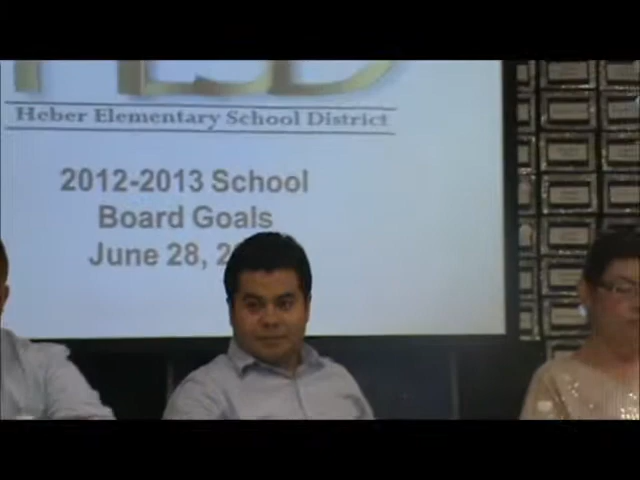 Heber Elementary School District
2012-2013 School
Board Goals
June 28,